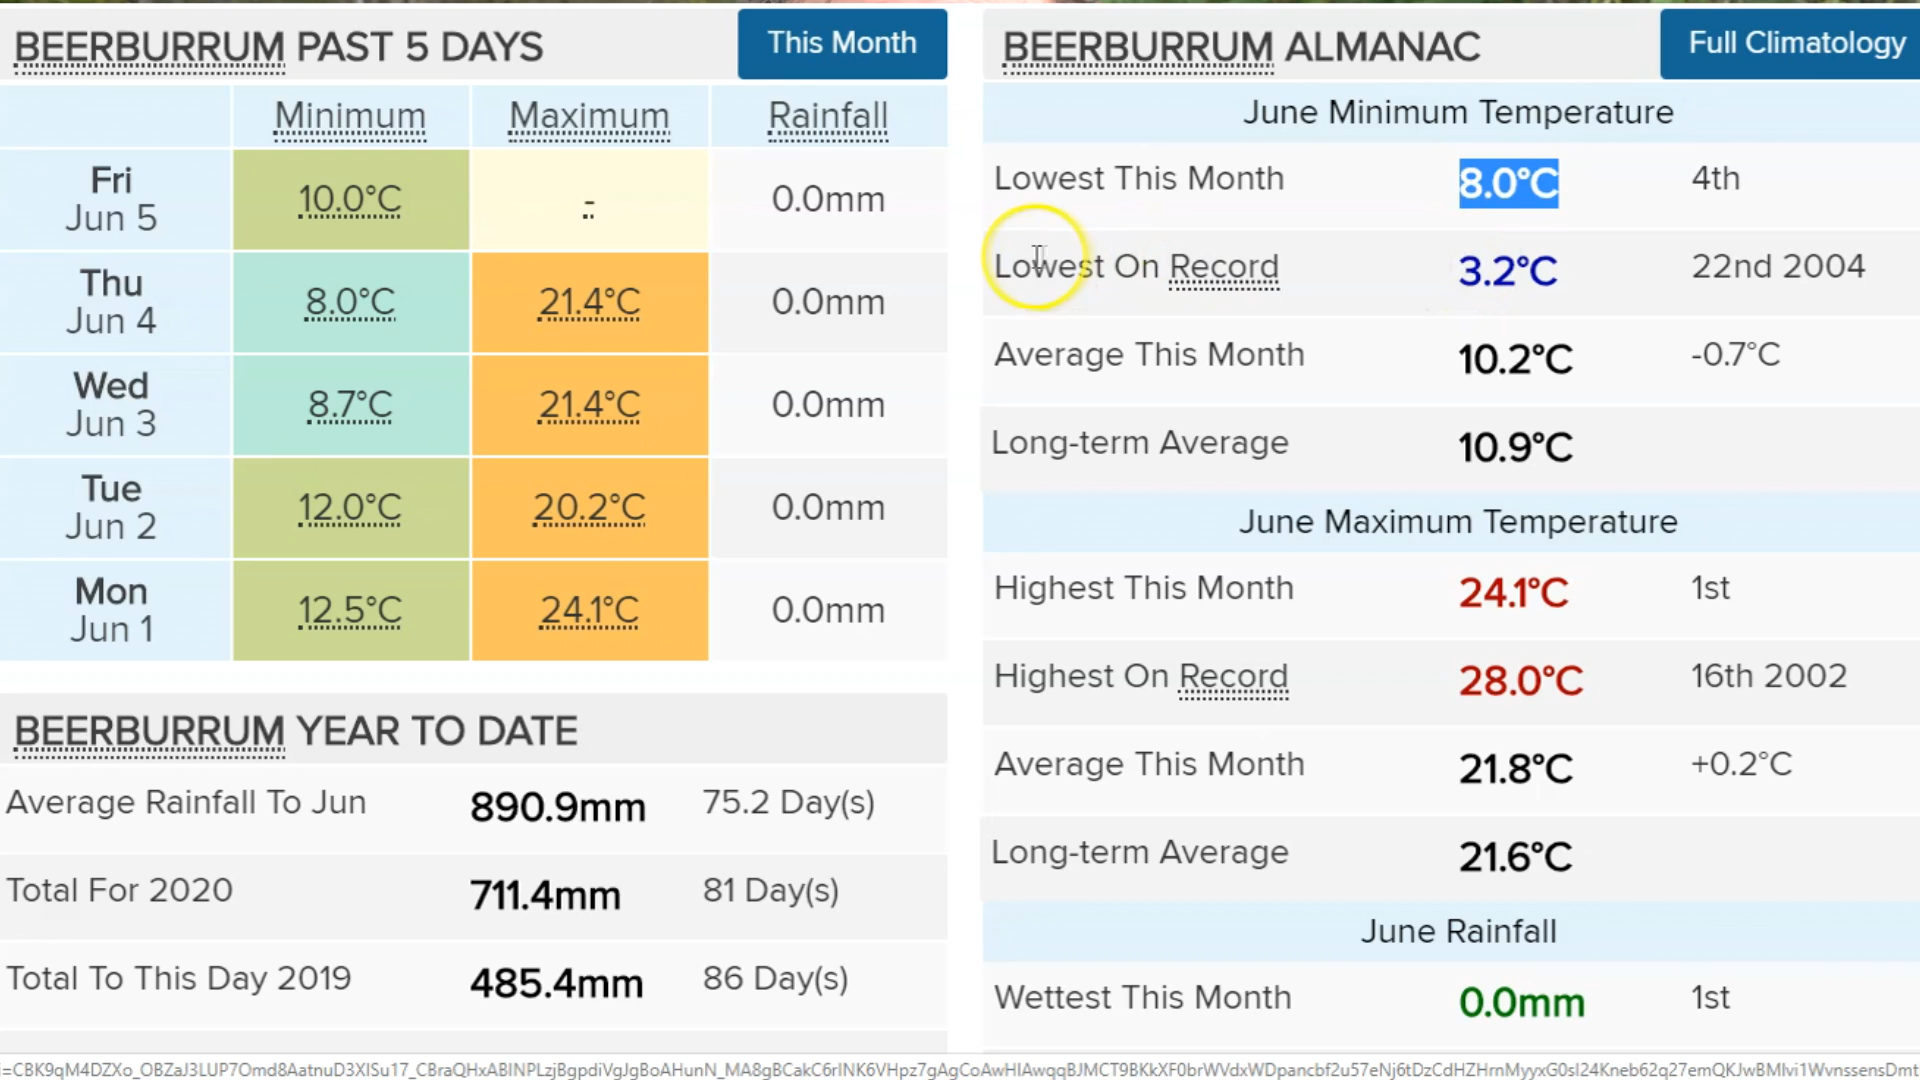 BEERBURRUM PAST 5 DAYS
This Month
Minimum Maximum Rainfall
Fri
Jun 5
10.0°C - 0.0mm
Thu
Jun 4
8.0°C 21.4°C 0.0mm
Wed
Jun 3
8.7°C 21.4°C 0.0mm
Tue
Jun 2
12.0°C 20.2°C 0.0mm
Mon
Jun 1
12.5°C 24.1°C 0.0mm
BEERBURRUM YEAR TO DATE
Average Rainfall To Jun 890.9mm 75.2 Day(s)
Total For 2020 711.4mm 81 Day(s)
Total To This Day 2019 485.4mm 86 Day(s)
BEERBURRUM ALMANAC
Full Climatology
June Minimum Temperature
Lowest This Month 8.0°C 4th
Lowest On Record 3.2°C 22nd 2004
Average This Month 10.2°C -0.7°C
Long-term Average 10.9°C
June Maximum Temperature
Highest This Month 24.1°C 1st
Highest On Record 28.0°C 16th 2002
Average This Month 21.8°C +0.2°C
Long-term Average 21.6°C
June Rainfall
Wettest This Month 0.0mm 1st